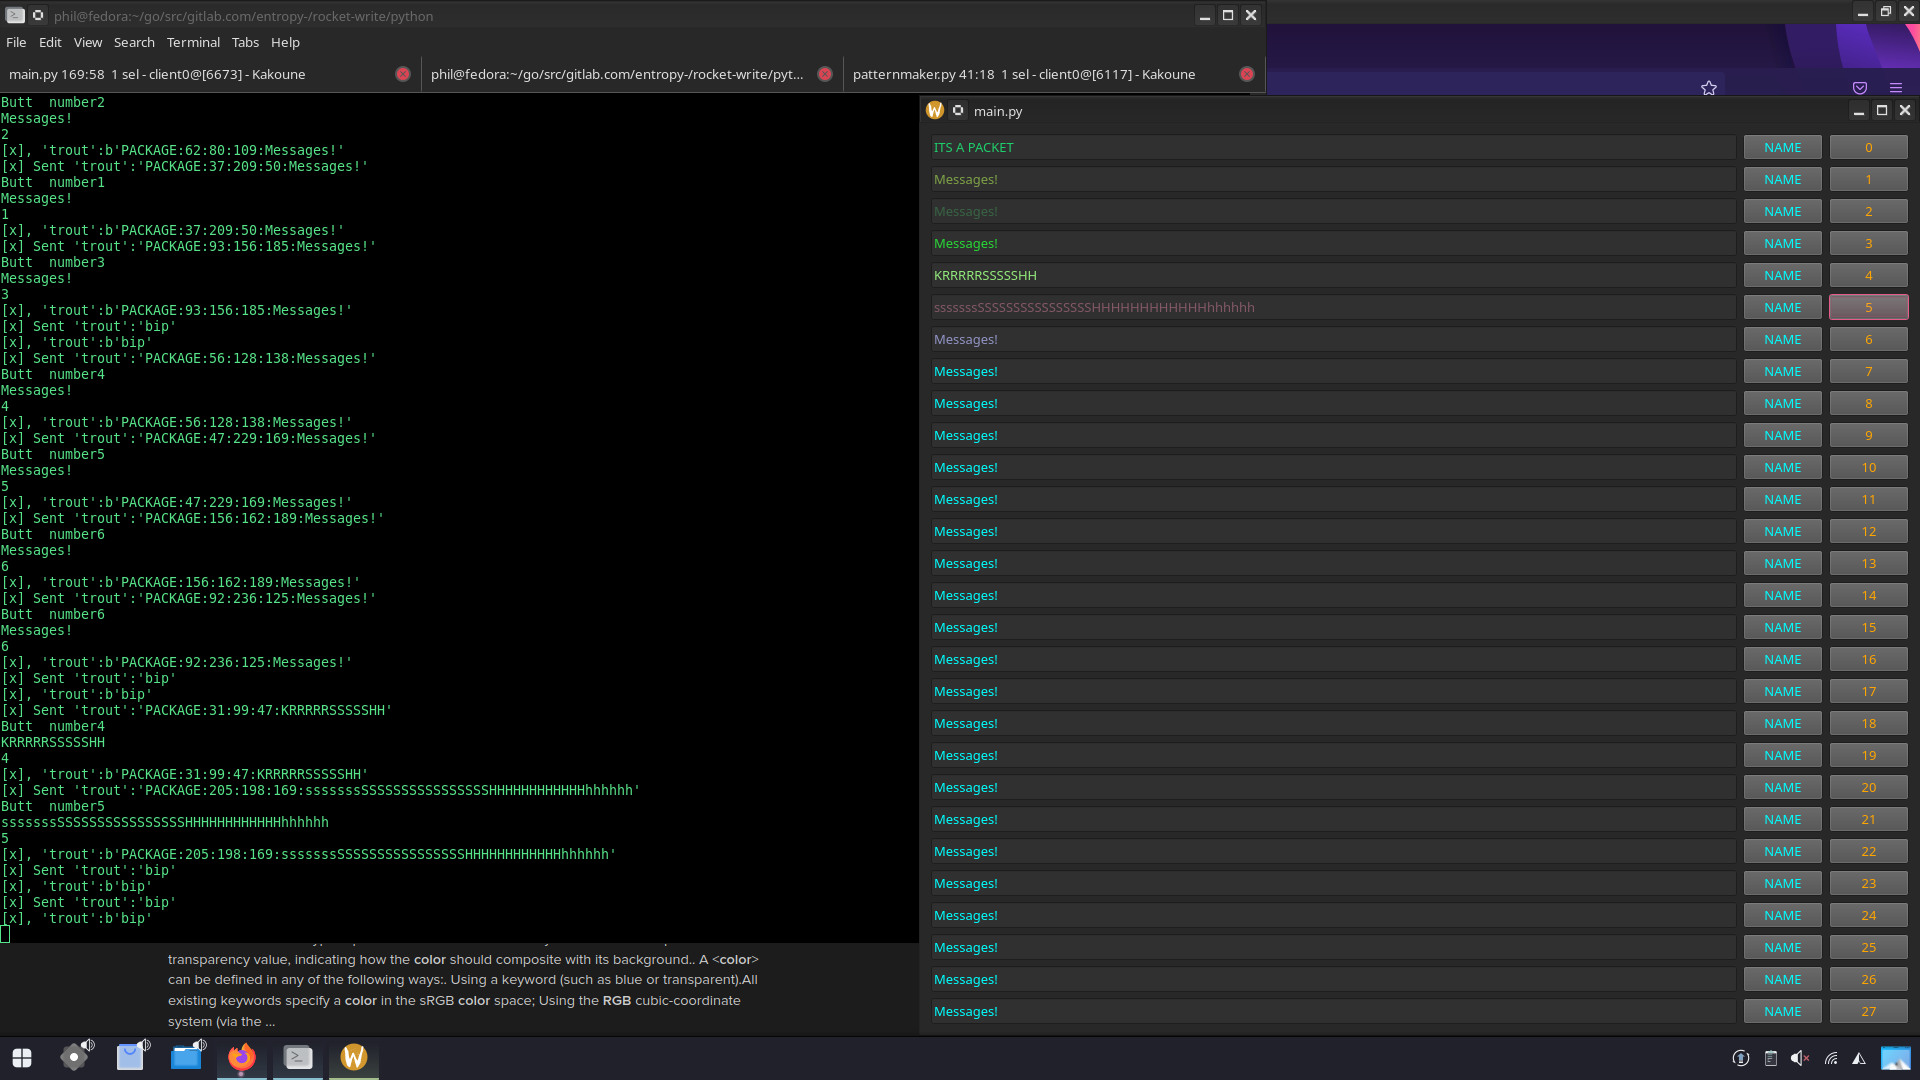 phil@fedora:~/go/src/gitlab.com/entropy-/rocket-write/python
File Edit View Search Terminal Tabs Help
main.py 169:58 1 sel - client0@[6673] - Kakoune
phil@fedora:~/go/src/gitlab.com/entropy-/rocket-write/pyt...
patternmaker.py 41:18 1 sel - client0@[6117] - Kakoune
Butt  number2
Messages!
2
[x], 'trout':b'PACKAGE:62:80:109:Messages!'
[x] Sent 'trout':'PACKAGE:37:209:50:Messages!'
Butt  number1
Messages!
1
[x], 'trout':b'PACKAGE:37:209:50:Messages!'
[x] Sent 'trout':'PACKAGE:93:156:185:Messages!'
Butt  number3
Messages!
3
[x], 'trout':b'PACKAGE:93:156:185:Messages!'
[x] Sent 'trout':'bip'
[x], 'trout':b'bip'
[x] Sent 'trout':'PACKAGE:56:128:138:Messages!'
Butt  number4
Messages!
4
[x], 'trout':b'PACKAGE:56:128:138:Messages!'
[x] Sent 'trout':'PACKAGE:47:229:169:Messages!'
Butt  number5
Messages!
5
[x], 'trout':b'PACKAGE:47:229:169:Messages!'
[x] Sent 'trout':'PACKAGE:156:162:189:Messages!'
Butt  number6
Messages!
6
[x], 'trout':b'PACKAGE:156:162:189:Messages!'
[x] Sent 'trout':'PACKAGE:92:236:125:Messages!'
Butt  number6
Messages!
6
[x], 'trout':b'PACKAGE:92:236:125:Messages!'
[x] Sent 'trout':'bip'
[x], 'trout':b'bip'
[x] Sent 'trout':'PACKAGE:31:99:47:KRRRRRSSSSSHH'
Butt  number4
KRRRRRSSSSSHH
4
[x], 'trout':b'PACKAGE:31:99:47:KRRRRRSSSSSHH'
[x] Sent 'trout':'PACKAGE:205:198:169:sssssssSSSSSSSSSSSSSSSSHHHHHHHHHHHHhhhhhh'
Butt  number5
sssssssSSSSSSSSSSSSSSSSHHHHHHHHHHHHhhhhhh
5
[x], 'trout':b'PACKAGE:205:198:169:sssssssSSSSSSSSSSSSSSSSHHHHHHHHHHHHhhhhhh'
[x] Sent 'trout':'bip'
[x], 'trout':b'bip'
[x] Sent 'trout':'bip'
[x], 'trout':b'bip'
transparency value, indicating how the color should composite with its background.. A <color>
can be defined in any of the following ways:. Using a keyword (such as blue or transparent).All
existing keywords specify a color in the sRGB color space; Using the RGB cubic-coordinate
system (via the ...
main.py
ITS A PACKET NAME 0
Messages! NAME 1
Messages! NAME 2
Messages! NAME 3
KRRRRRSSSSSHH NAME 4
sssssssSSSSSSSSSSSSSSSSHHHHHHHHHHHHhhhhhh NAME 5
Messages! NAME 6
Messages! NAME 7
Messages! NAME 8
Messages! NAME 9
Messages! NAME 10
Messages! NAME 11
Messages! NAME 12
Messages! NAME 13
Messages! NAME 14
Messages! NAME 15
Messages! NAME 16
Messages! NAME 17
Messages! NAME 18
Messages! NAME 19
Messages! NAME 20
Messages! NAME 21
Messages! NAME 22
Messages! NAME 23
Messages! NAME 24
Messages! NAME 25
Messages! NAME 26
Messages! NAME 27